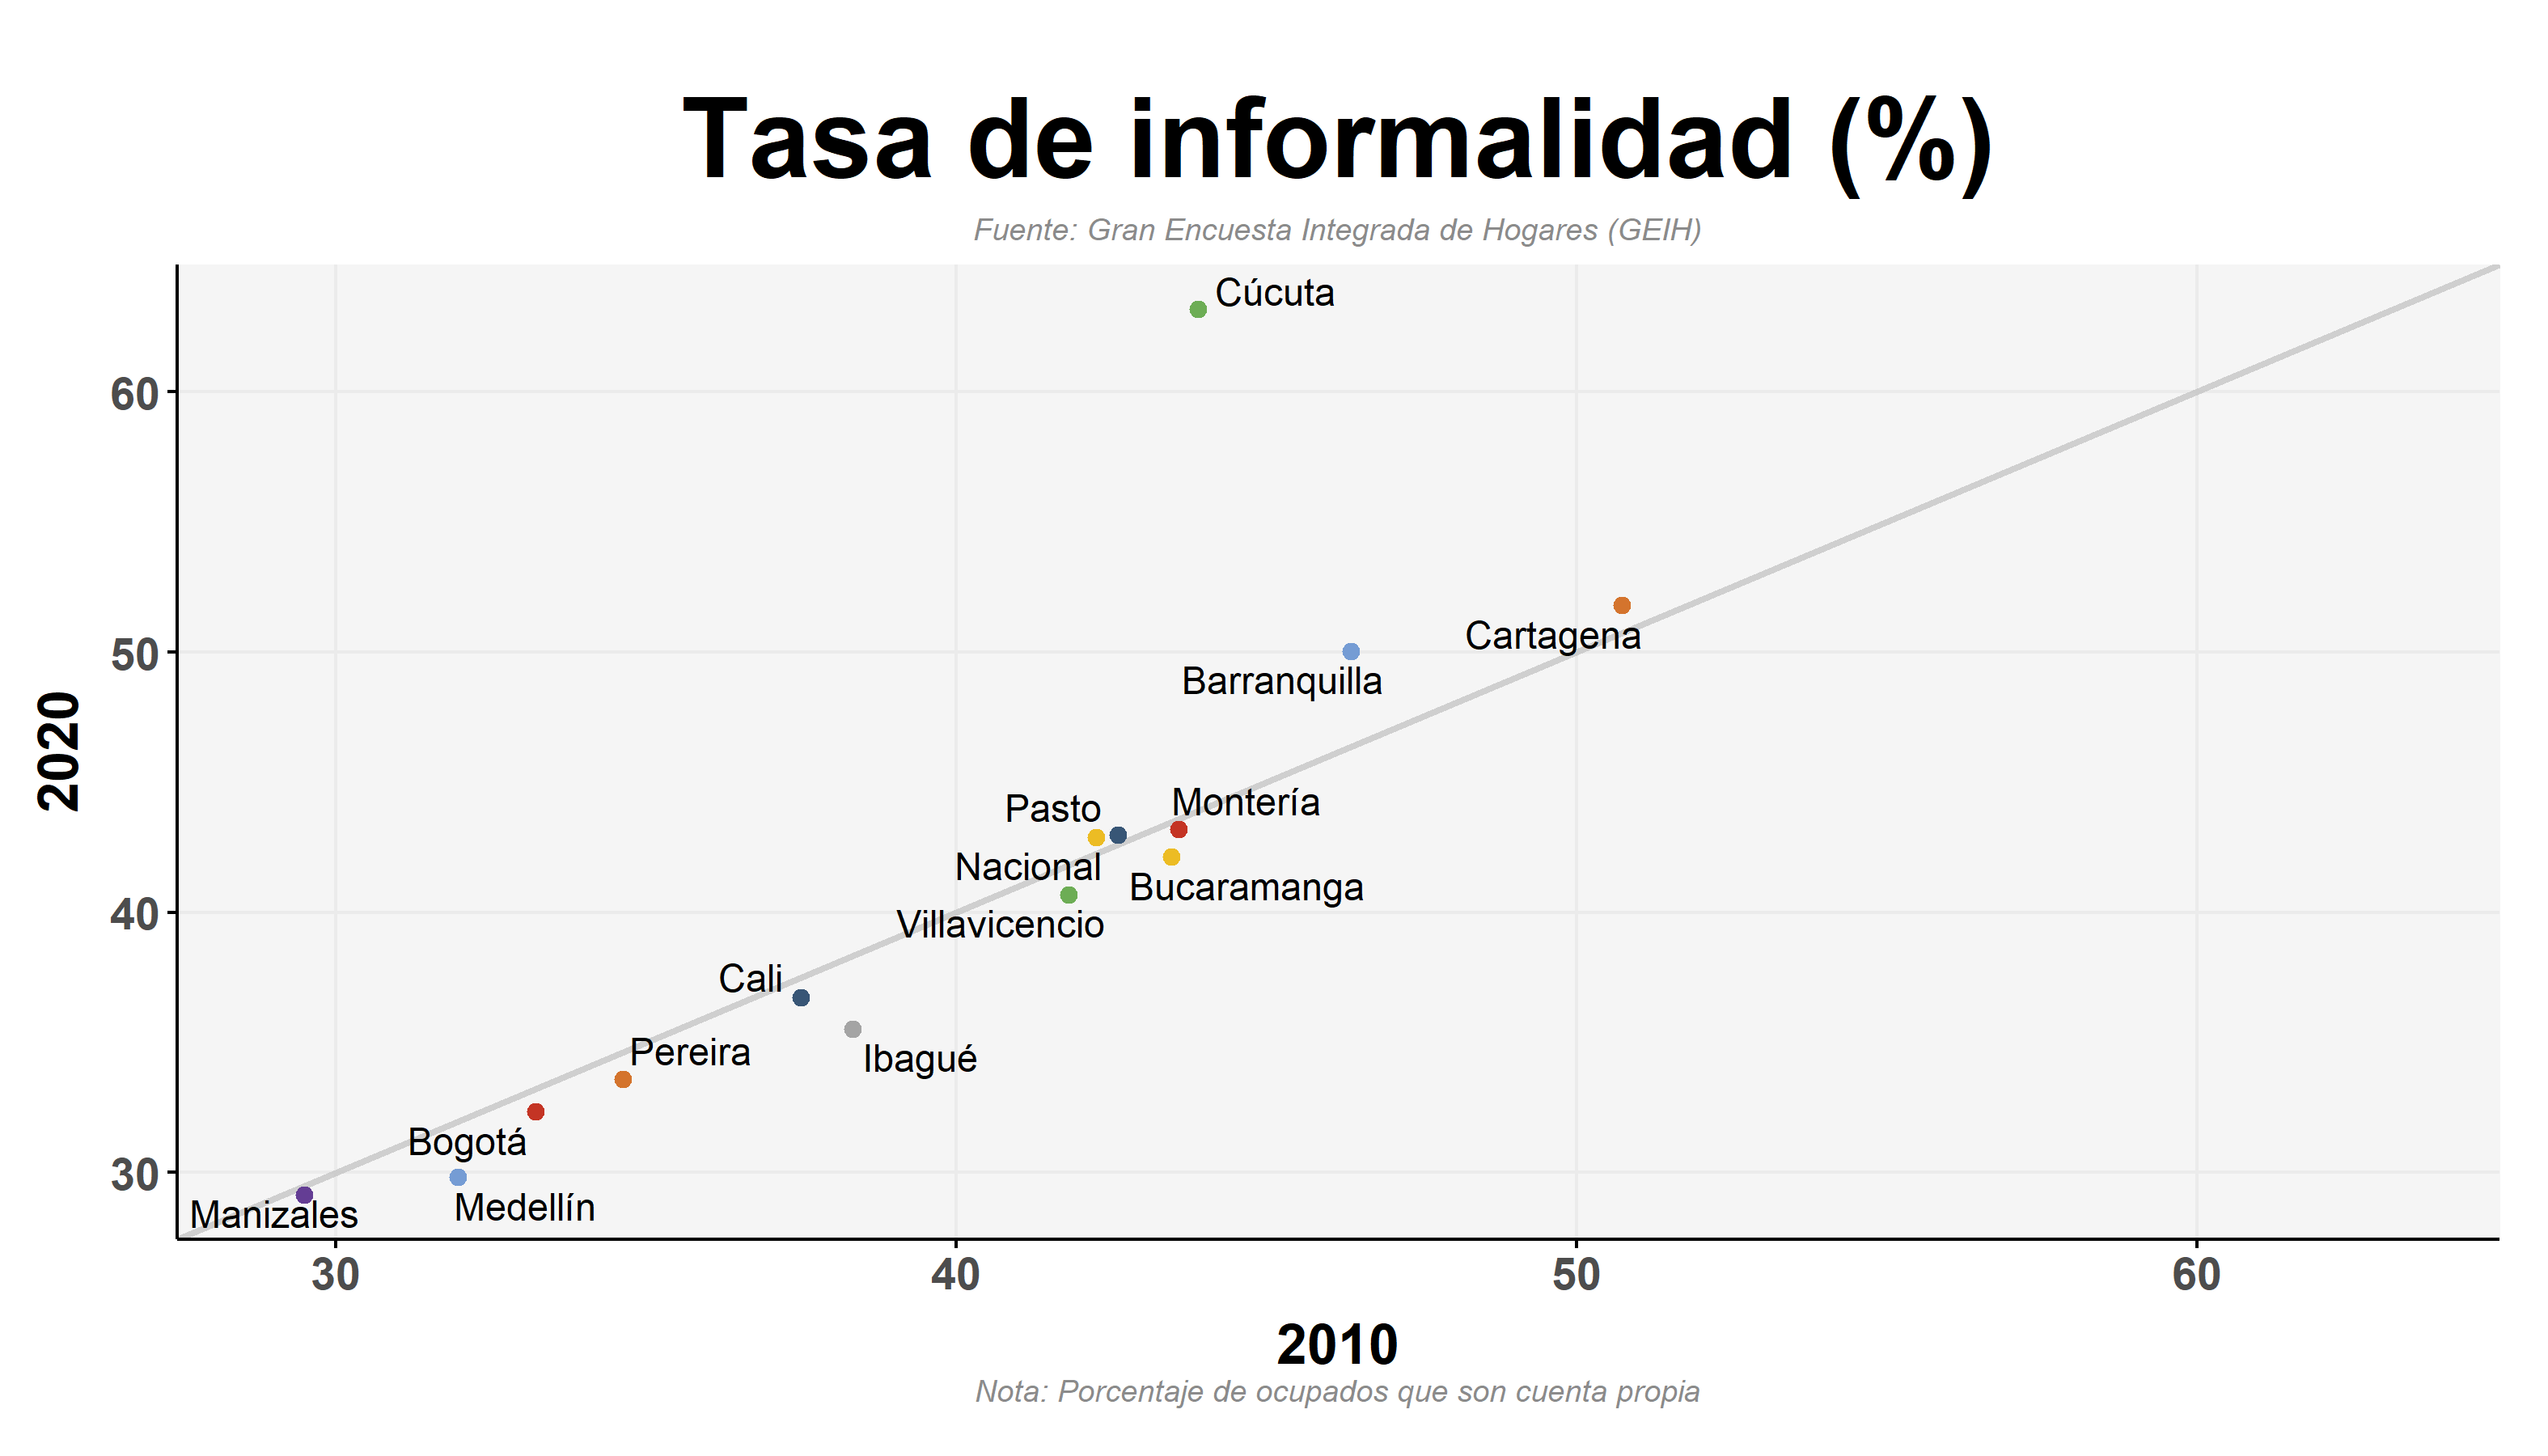 Tasa de informalidad (%)
Fuente: Gran Encuesta Integrada de Hogares (GEIH)
Cúcuta
60
Cartagena
50
Barranquilla
2020
Montería
Pasto
Nacional
Bucaramanga
40
Villavicencio
Cali
Pereira
Ibagué
Bogotá
30
Medellín
Manizales
30
40
50
60
2010
Nota: Porcentaje de ocupados que son cuenta propia